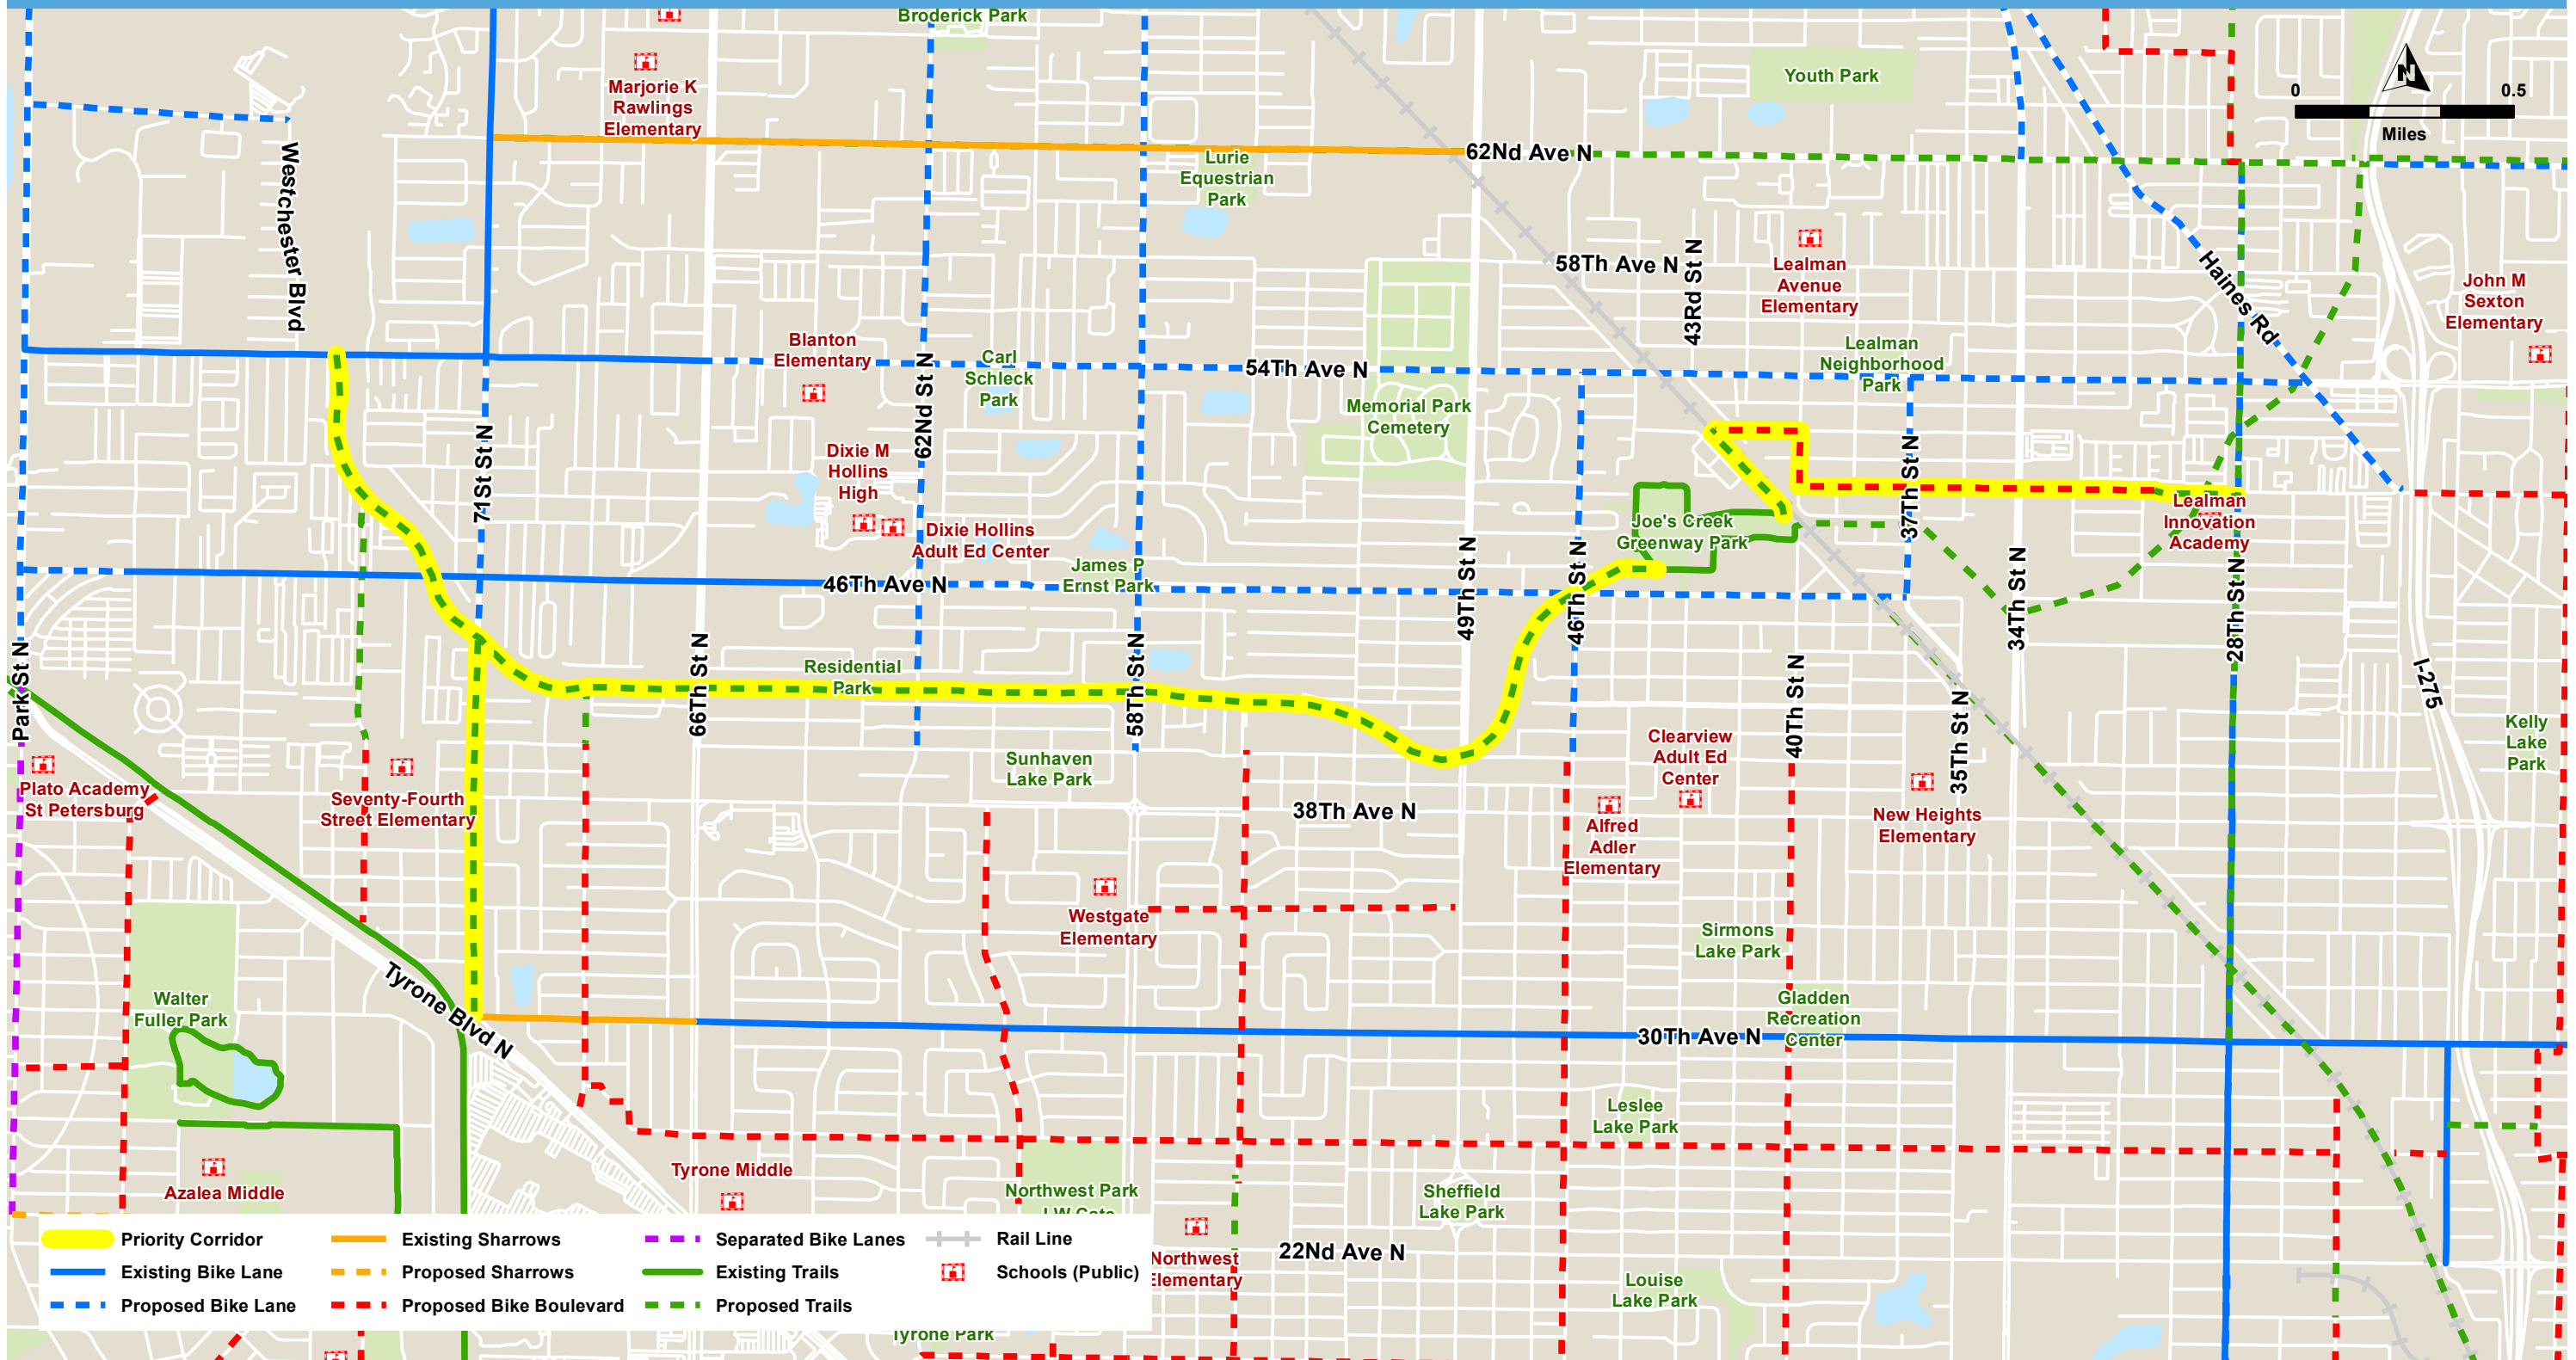 Broderick Park
Marjorie K
Rawlings
Elementary
Youth Park
N
0
0.5
Miles
62Nd Ave N
Lurie
Equestrian
Park
Westchester Blvd
58Th Ave N
43Rd St N
Lealman
Avenue
Elementary
Haines Rd
John M
Sexton
Elementary
Blanton
Elementary
Carl
Schleck
Park
54Th Ave N
Lealman
Neighborhood
Park
Memorial Park
Cemetery
62Nd St N
71St St N
Dixie M
Hollins
High
Dixie Hollins
Adult Ed Center
37Th St N
Lealman
Innovation
Academy
Joe's Creek
Greenway Park
James P
Ernst Park
46Th Ave N
49Th St N
46Th St N
34Th St N
28Th St N
Park St N
66Th St N
Residential
Park
58Th St N
40Th St N
35Th St N
I-275
Kelly
Lake
Park
Sunhaven
Lake Park
Clearview
Adult Ed
Center
Plato Academy
St Petersburg
Seventy-Fourth
Street Elementary
38Th Ave N
Alfred
Adler
Elementary
New Heights
Elementary
Westgate
Elementary
Sirmons
Lake Park
Tyrone Blvd N
Walter
Fuller Park
Gladden
Recreation
Center
30Th Ave N
Leslee
Lake Park
Azalea Middle
Tyrone Middle
Northwest Park
Sheffield
Lake Park
22Nd Ave N
Northwest
Elementary
Louise
Lake Park
Tyrone Park
Priority Corridor
Existing Bike Lane
Proposed Bike Lane
Existing Sharrows
Proposed Sharrows
Proposed Bike Boulevard
Separated Bike Lanes
Existing Trails
Proposed Trails
Rail Line
Schools (Public)